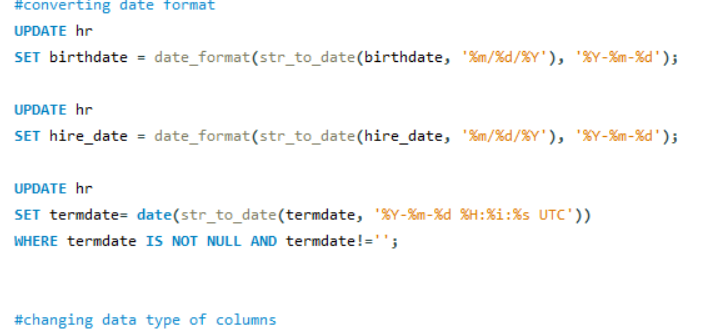 #converting date format
UPDATE hr
SET birthdate = date_format(str_to_date(birthdate, '%m/%d/%Y'), '%Y-%m-%d');
UPDATE hr
SET hire_date = date_format(str_to_date(hire_date, '%m/%d/%Y'), '%Y-%m-%d');
UPDATE hr
SET termdate= date(str_to_date(termdate, '%Y-%m-%d %H:%i:%s UTC'))
WHERE termdate IS NOT NULL AND termdate!='';
#changing data type of columns